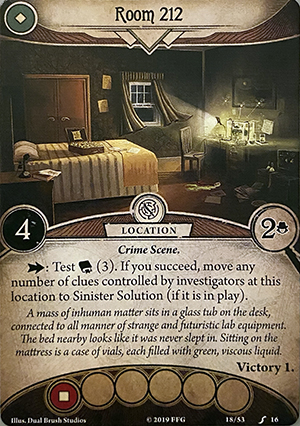 Room 212
4
LOCATION
2
Crime Scene.
: Test (3). If you succeed, move any
number of clues controlled by investigators at this
location to Sinister Solution (if it is in play).
A mass of inhuman matter sits in a glass tub on the desk,
connected to all manner of strange and futuristic lab equipment.
The bed nearby looks like it was never slept in. Sitting on the
mattress is a case of vials, each filled with green, viscous liquid.
Victory 1.
Illus. Dual Brush Studios
© 2019 FFG
18/53
16